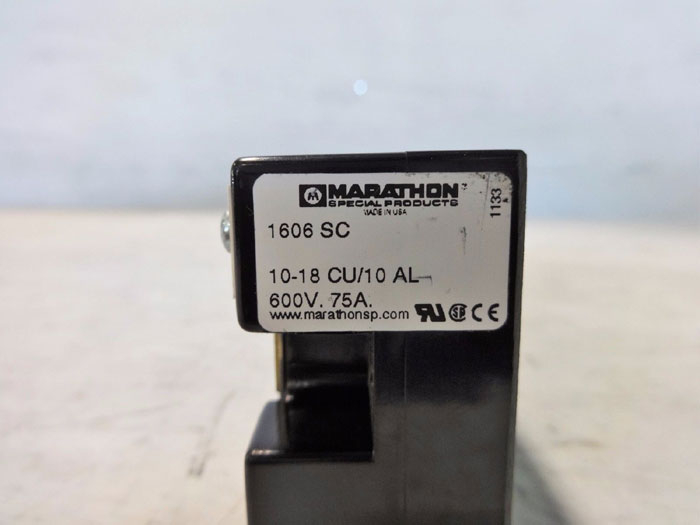 MARATHON
SPECIAL PRODUCTS
MADE IN USA
1133
1606 SC
10-18 CU/10 AL
600V. 75A.
www.marathonsp.com